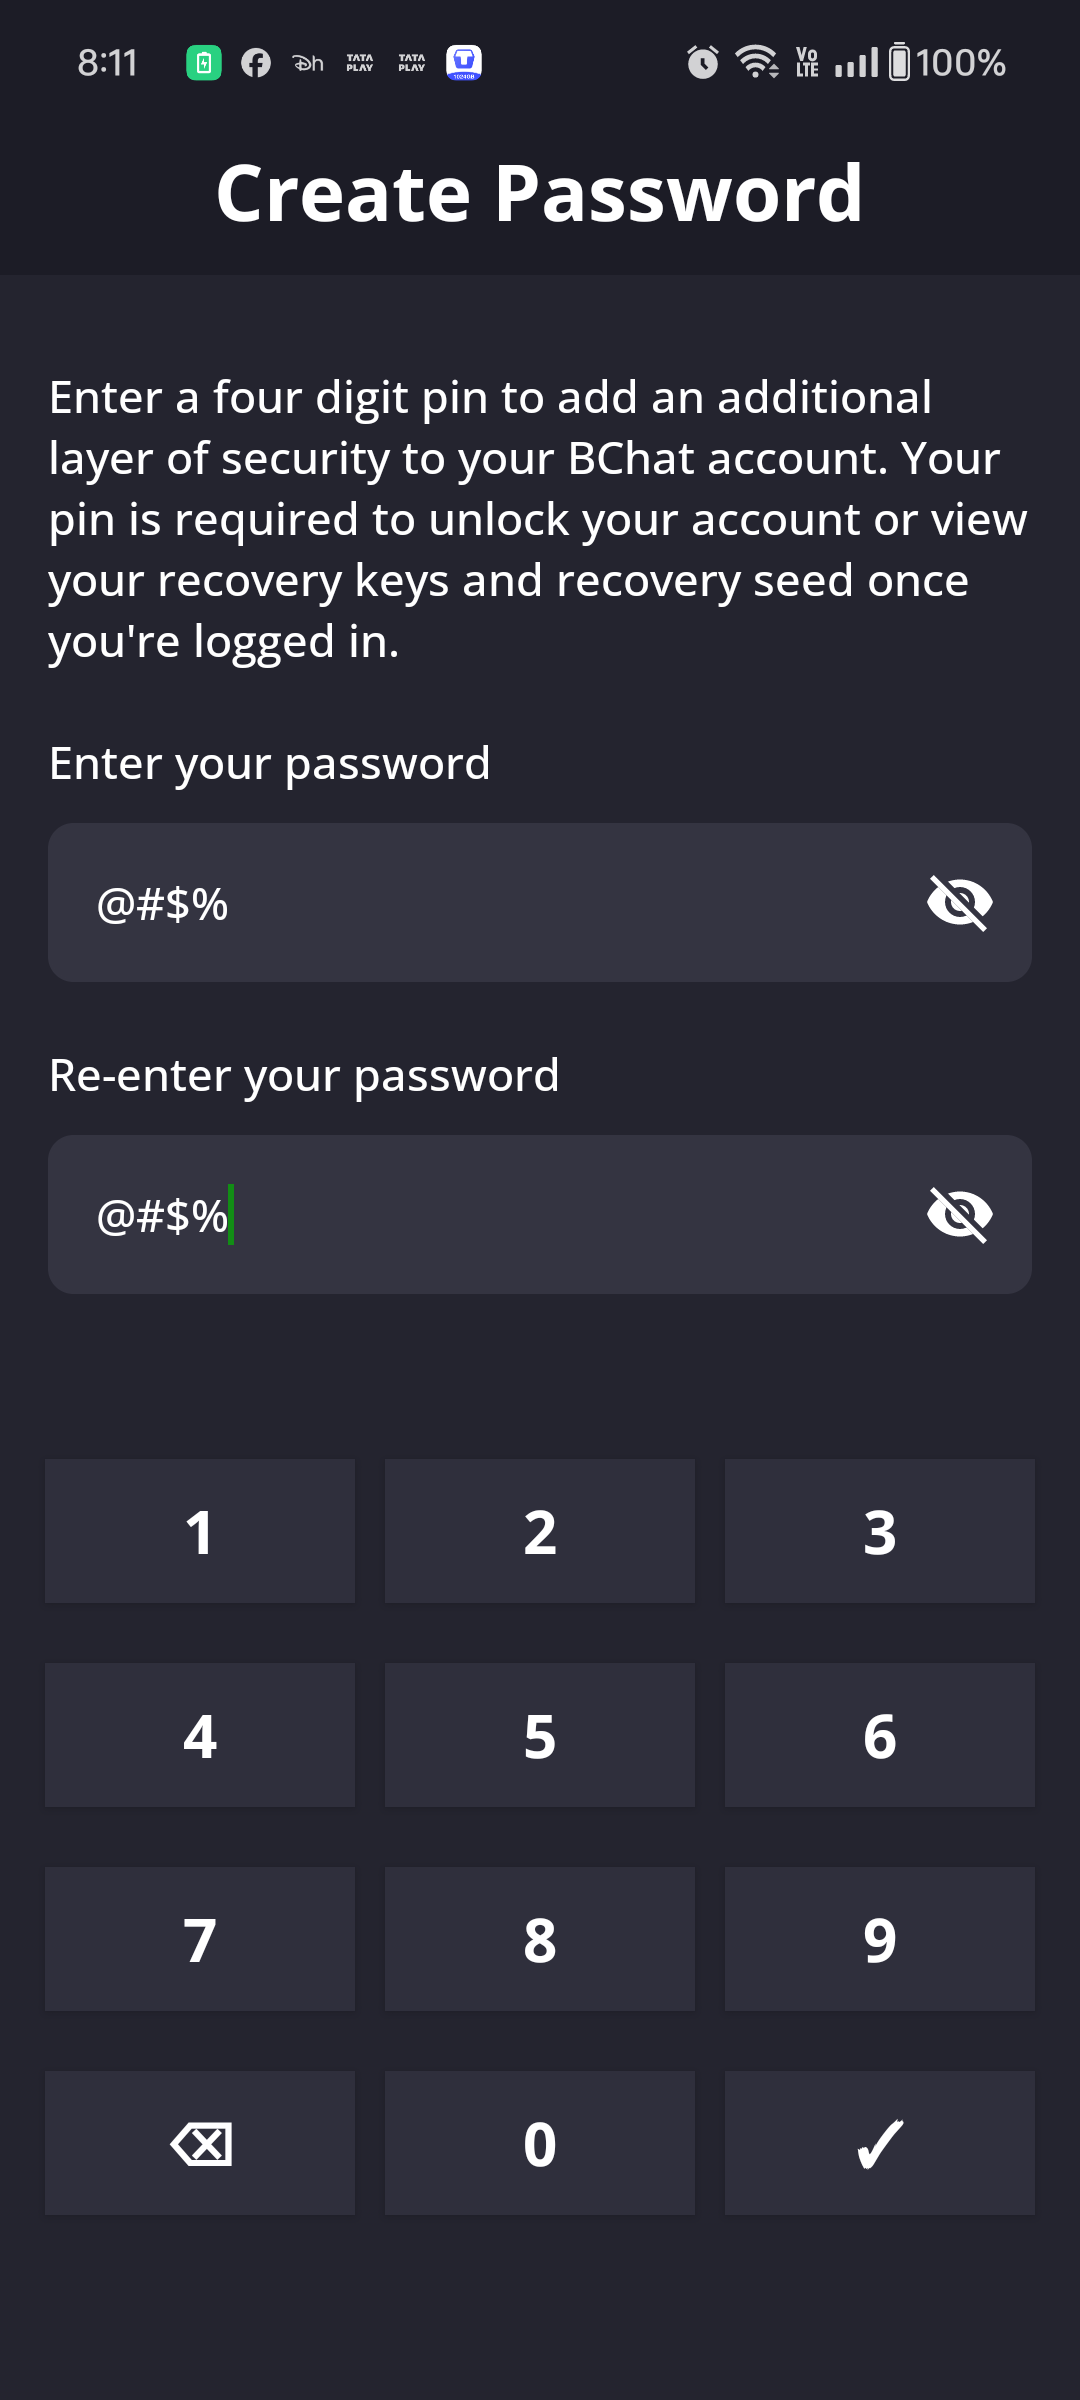 8:11 TATA PLAY TATA PLAY Vo LTE 100%
Create Password
Enter a four digit pin to add an additional
layer of security to your BChat account. Your
pin is required to unlock your account or view
your recovery keys and recovery seed once
you're logged in.
Enter your password
@#$%
Re-enter your password
@#$%
1 2 3
4 5 6
7 8 9
0